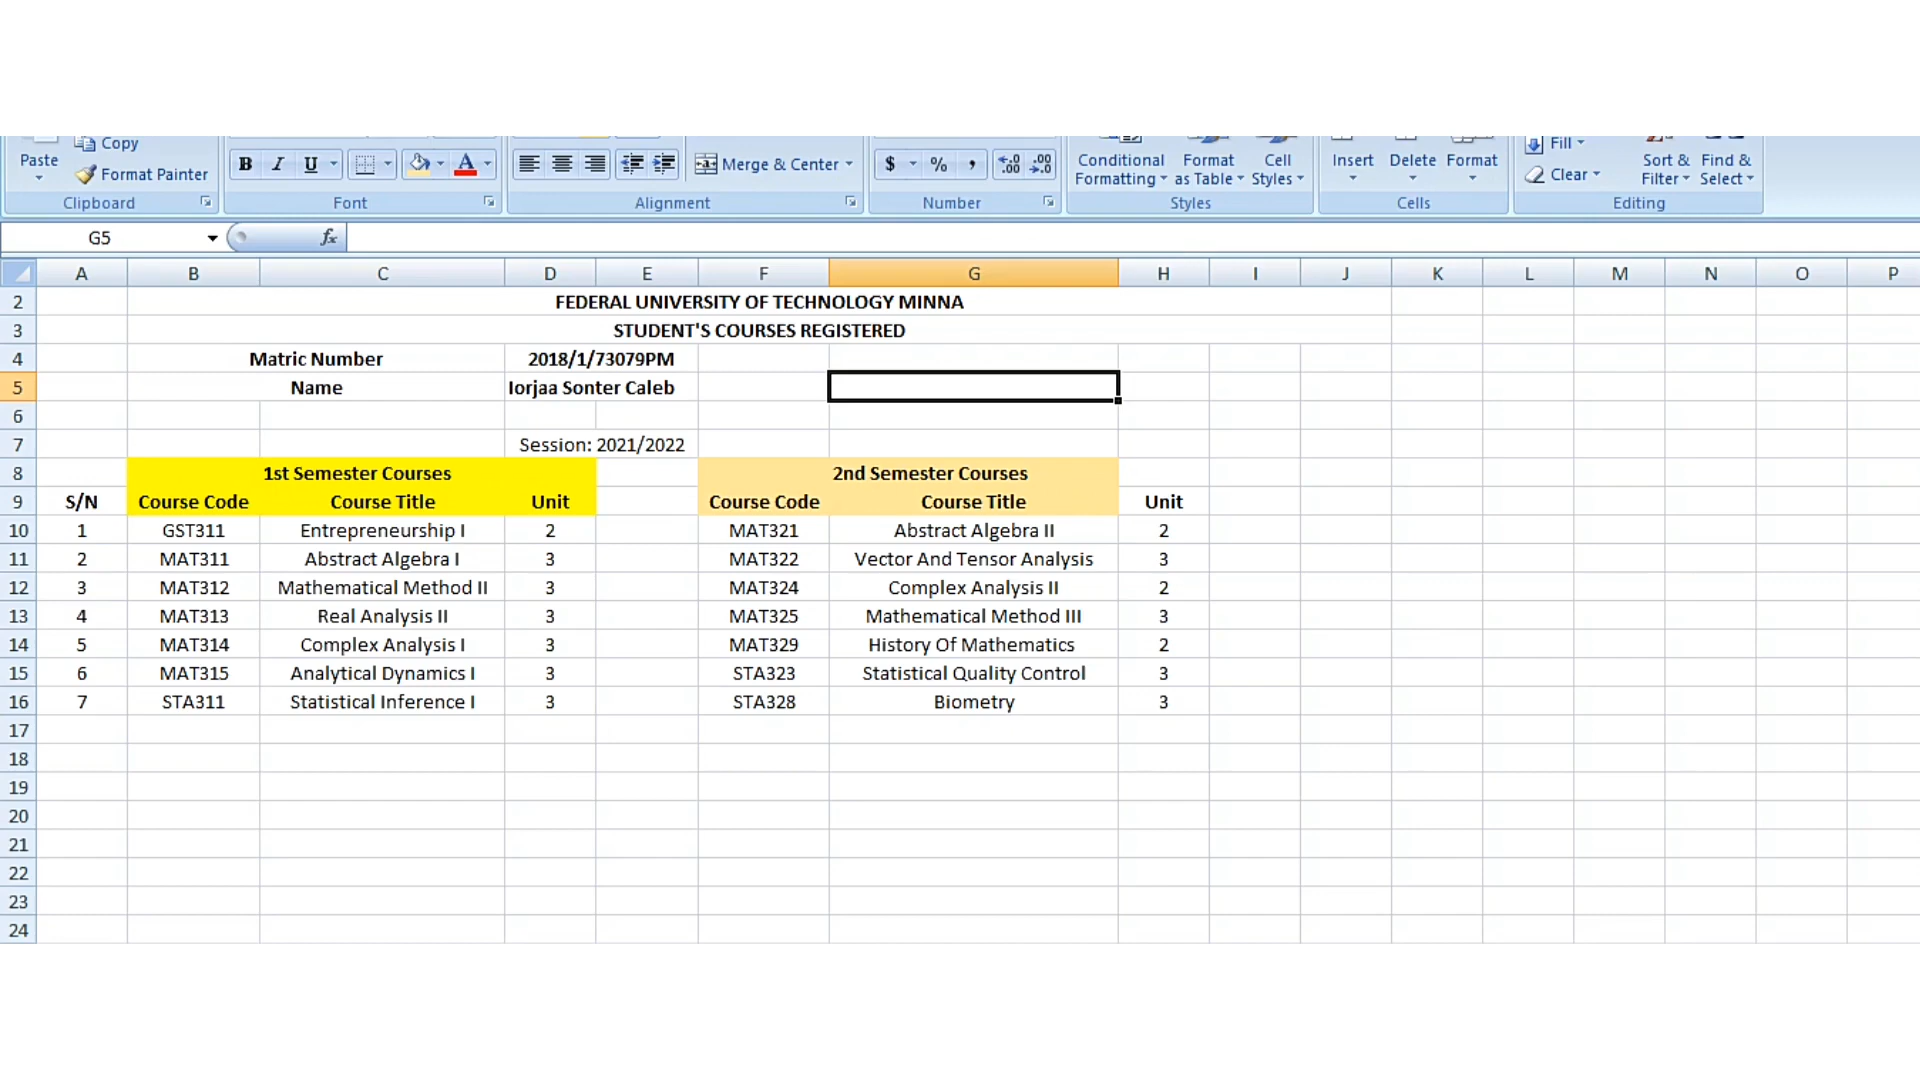 Copy
Paste
Format Painter
Clipboard
B I U A
Font
Merge & Center
Alignment
$ % ,
Number
Conditional Formatting
Format as Table
Cell Styles
Styles
Insert Delete Format
Cells
Fill
Clear
Sort & Filter
Find & Select
Editing
G5 fx
A B C D E F G H I J K L M N O P
2 FEDERAL UNIVERSITY OF TECHNOLOGY MINNA
3 STUDENT'S COURSES REGISTERED
4 Matric Number 2018/1/73079PM
5 Name Iorjaa Sonter Caleb
6
7 Session: 2021/2022
8 1st Semester Courses 2nd Semester Courses
9 S/N Course Code Course Title Unit Course Code Course Title Unit
10 1 GST311 Entrepreneurship I 2 MAT321 Abstract Algebra II 2
11 2 MAT311 Abstract Algebra I 3 MAT322 Vector And Tensor Analysis 3
12 3 MAT312 Mathematical Method II 3 MAT324 Complex Analysis II 2
13 4 MAT313 Real Analysis II 3 MAT325 Mathematical Method III 3
14 5 MAT314 Complex Analysis I 3 MAT329 History Of Mathematics 2
15 6 MAT315 Analytical Dynamics I 3 STA323 Statistical Quality Control 3
16 7 STA311 Statistical Inference I 3 STA328 Biometry 3
17
18
19
20
21
22
23
24